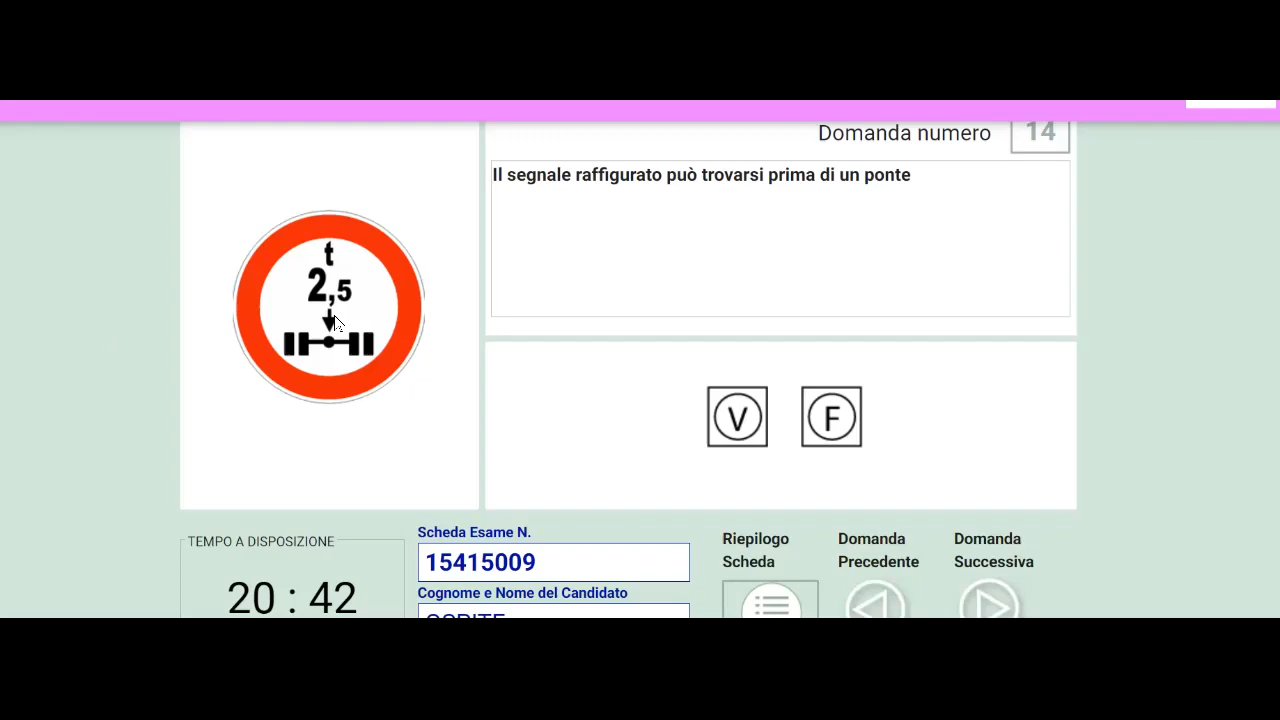 Domanda numero 14
Il segnale raffigurato può trovarsi prima di un ponte
t
2,5
V F
TEMPO A DISPOSIZIONE
20 : 42
Scheda Esame N.
15415009
Cognome e Nome del Candidato
Riepilogo
Scheda
Domanda
Precedente
Domanda
Successiva